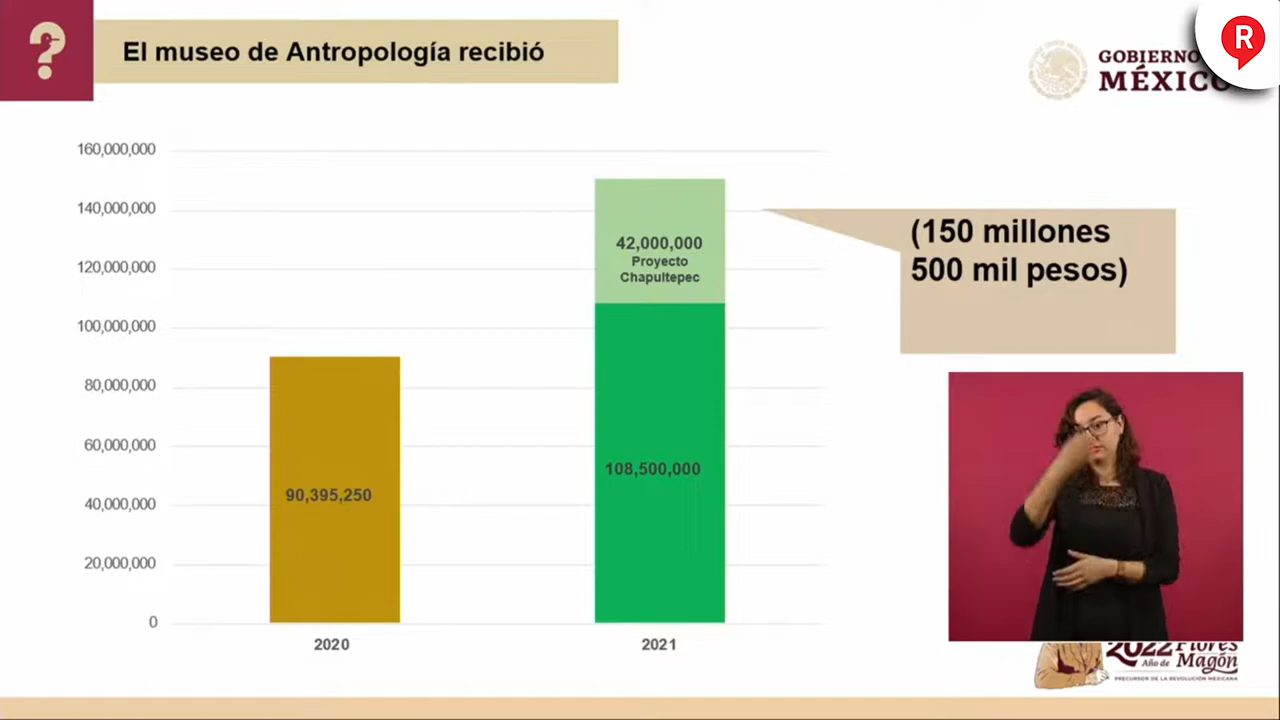 ?
El museo de Antropología recibió
GOBIERNO
MÉXICO
R
160,000,000
140,000,000
120,000,000
100,000,000
80,000,000
60,000,000
40,000,000
20,000,000
0
90,395,250
42,000,000
Proyecto
Chapultepec
108,500,000
2020
2021
(150 millones
500 mil pesos)
2022 Flores
Año de Magón
PRECURSOR DE LA REVOLUCIÓN MEXICANA